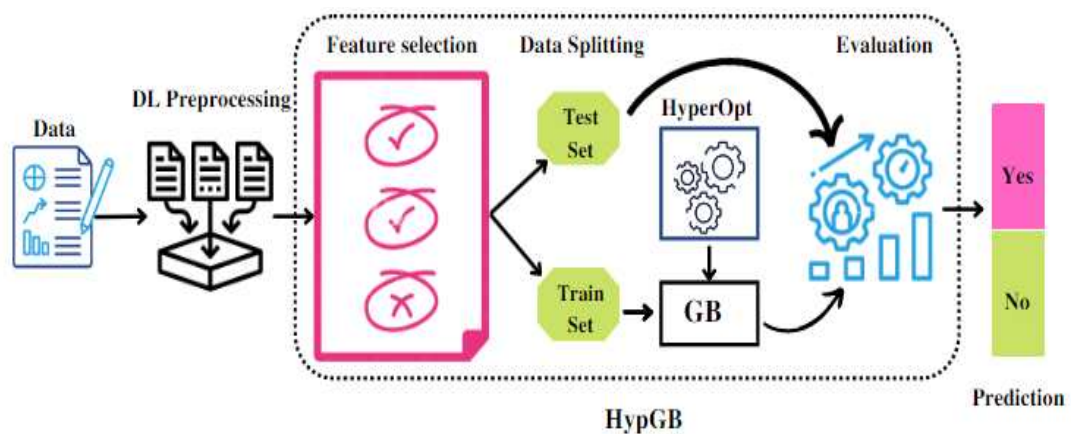 Feature selection
Data Splitting
Evaluation
DL Preprocessing
Data
Test
Set
HyperOpt
Yes
Train
Set
GB
No
Prediction
HypGB